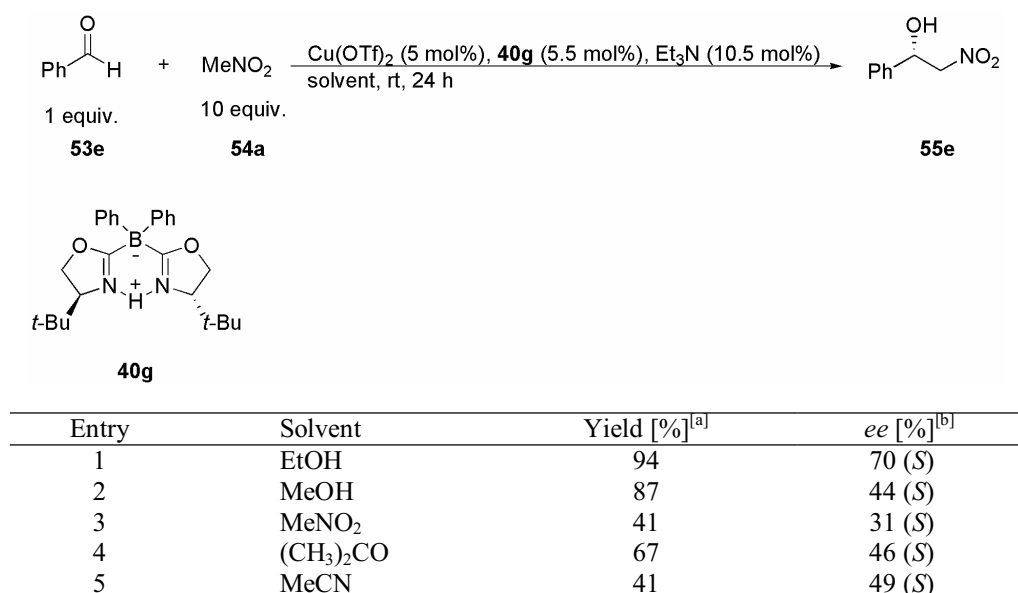 O
OH
Ph H + MeNO2 Cu(OTf)2 (5 mol%), 40g (5.5 mol%), Et3N (10.5 mol%) Ph NO2
solvent, rt, 24 h
1 equiv. 10 equiv.
53e 54a 55e
Ph Ph
O B O
-
N + N
H
t-Bu t-Bu
40g
Entry Solvent Yield [%][a] ee [%][b]
1 EtOH 94 70 (S)
2 MeOH 87 44 (S)
3 MeNO2 41 31 (S)
4 (CH3)2CO 67 46 (S)
5 MeCN 41 49 (S)